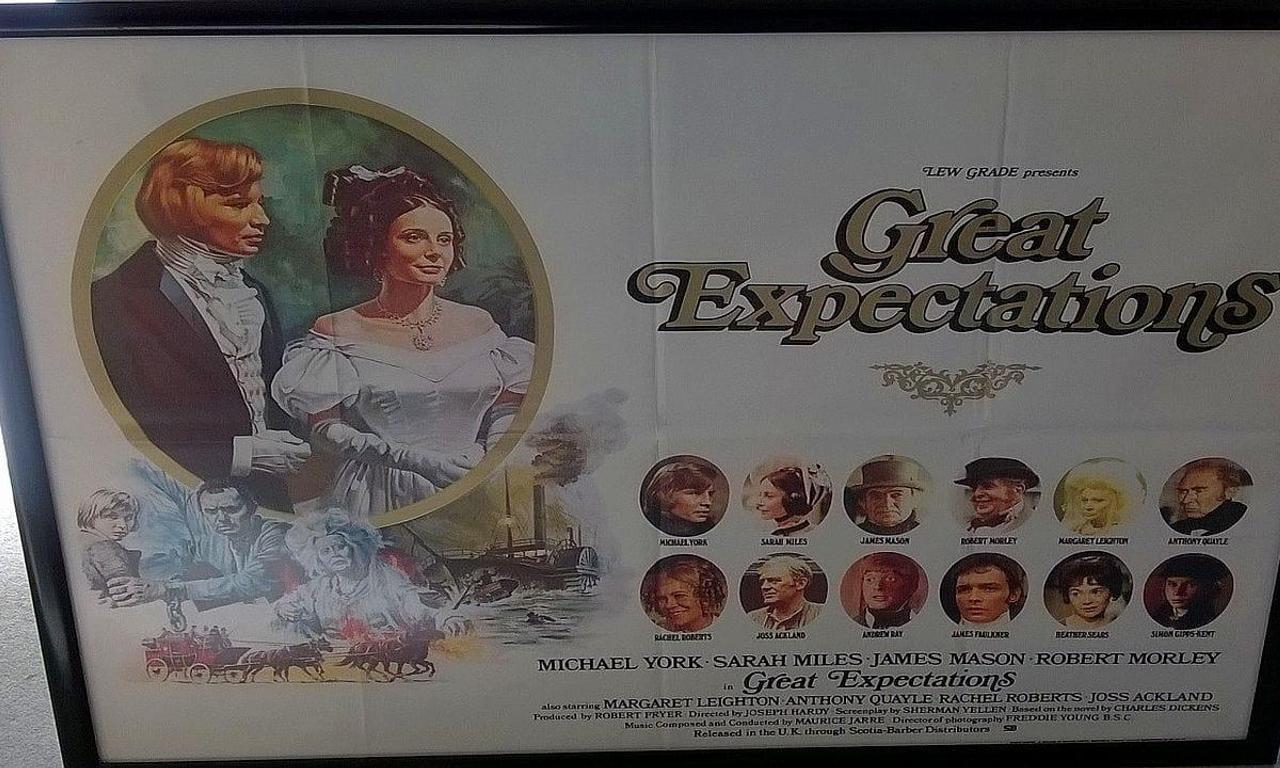 LEW GRADE presents
Great
Expectations
MICHAEL YORK SARAH MILES JAMES MASON ROBERT MORLEY MARGARET LEIGHTON ANTHONY QUAYLE
RACHEL ROBERTS JOSS ACKLAND ANDREW RAY JAMES FAULKNER HEATHER SEARS SIMON GIPPS-KENT
MICHAEL YORK · SARAH MILES · JAMES MASON · ROBERT MORLEY
in Great Expectations
also starring MARGARET LEIGHTON · ANTHONY QUAYLE RACHEL ROBERTS · JOSS ACKLAND
Produced by ROBERT FRYER Directed by JOSEPH HARDY · Screenplay by SHERMAN YELLEN · Based on the novel by CHARLES DICKENS
Music Composed and Conducted by MAURICE JARRE Director of photography FREDDIE YOUNG B.S.C
Released in the U.K. through Scotia-Barber Distributors